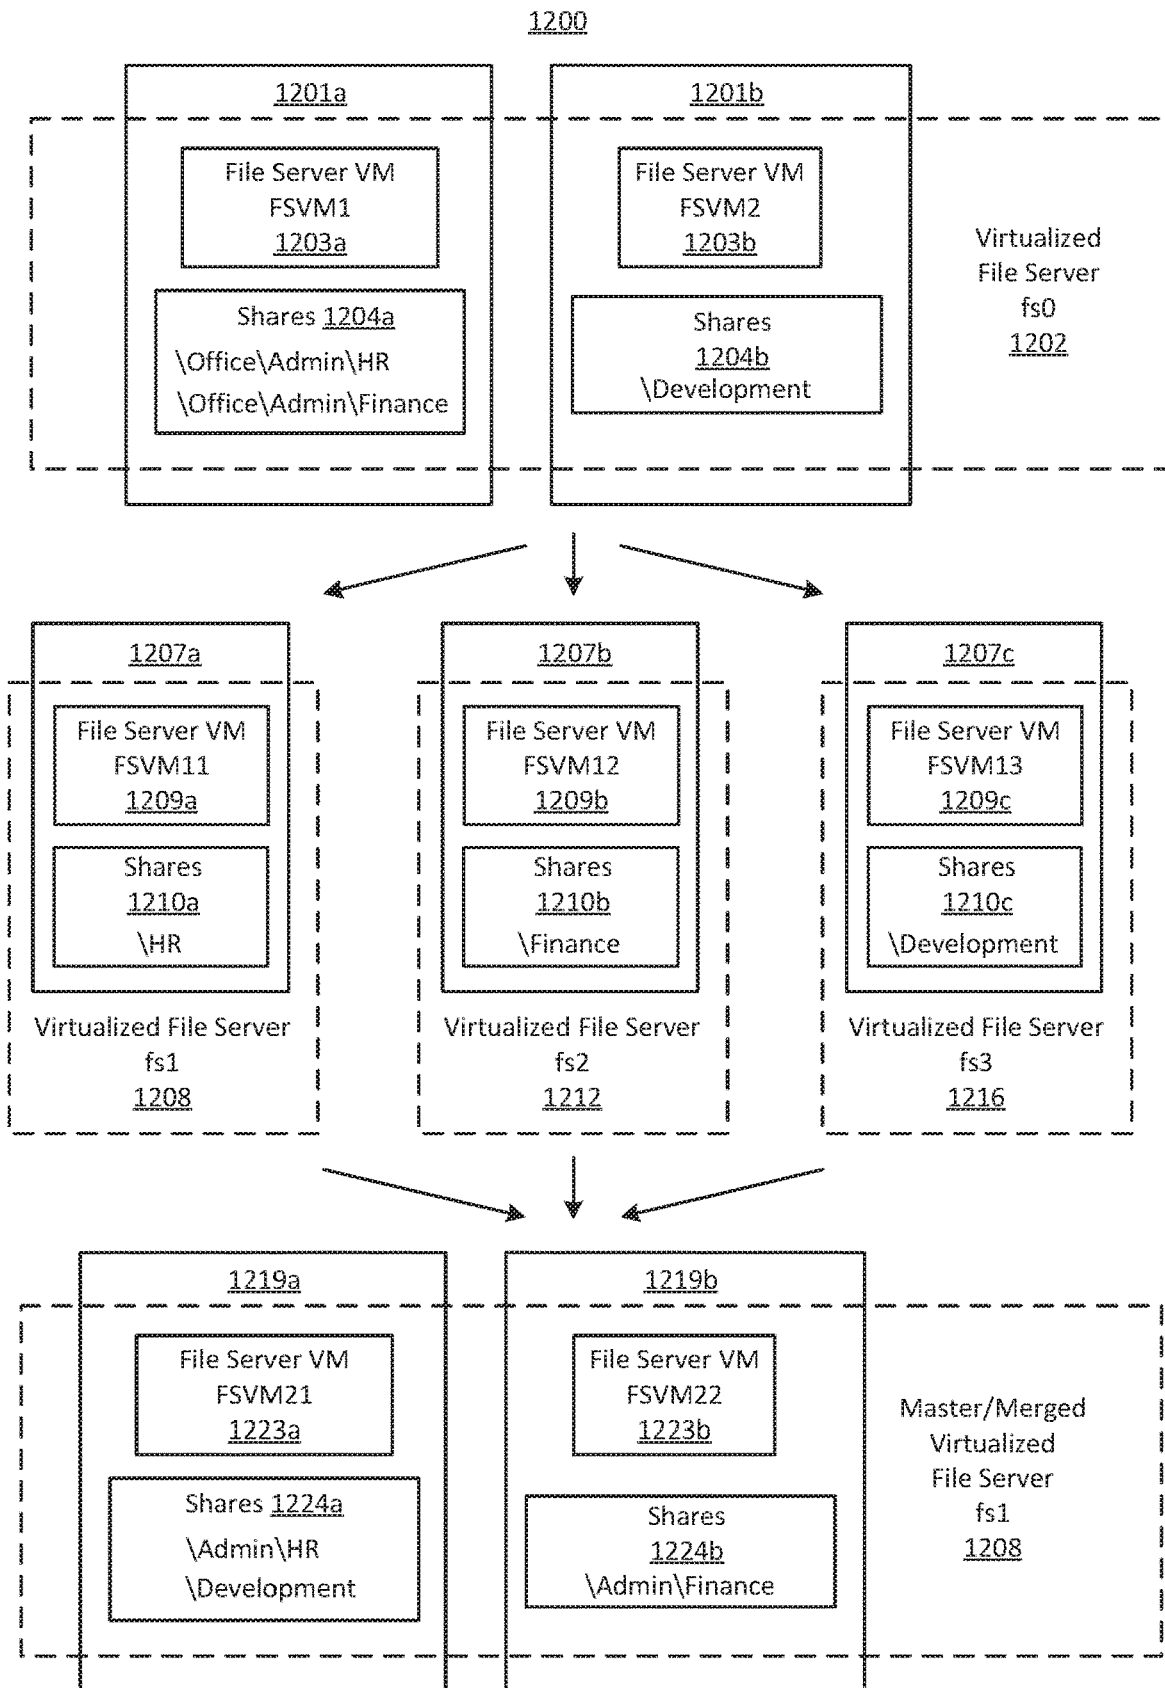 1200
1201a
File Server VM
FSVM1
1203a
Shares 1204a
\Office\Admin\HR
\Office\Admin\Finance
1201b
File Server VM
FSVM2
1203b
Shares
1204b
\Development
Virtualized
File Server
fs0
1202
1207a
File Server VM
FSVM11
1209a
Shares
1210a
\HR
Virtualized File Server
fs1
1208
1207b
File Server VM
FSVM12
1209b
Shares
1210b
\Finance
Virtualized File Server
fs2
1212
1207c
File Server VM
FSVM13
1209c
Shares
1210c
\Development
Virtualized File Server
fs3
1216
1219a
File Server VM
FSVM21
1223a
Shares 1224a
\Admin\HR
\Development
1219b
File Server VM
FSVM22
1223b
Shares
1224b
\Admin\Finance
Master/Merged
Virtualized
File Server
fs1
1208